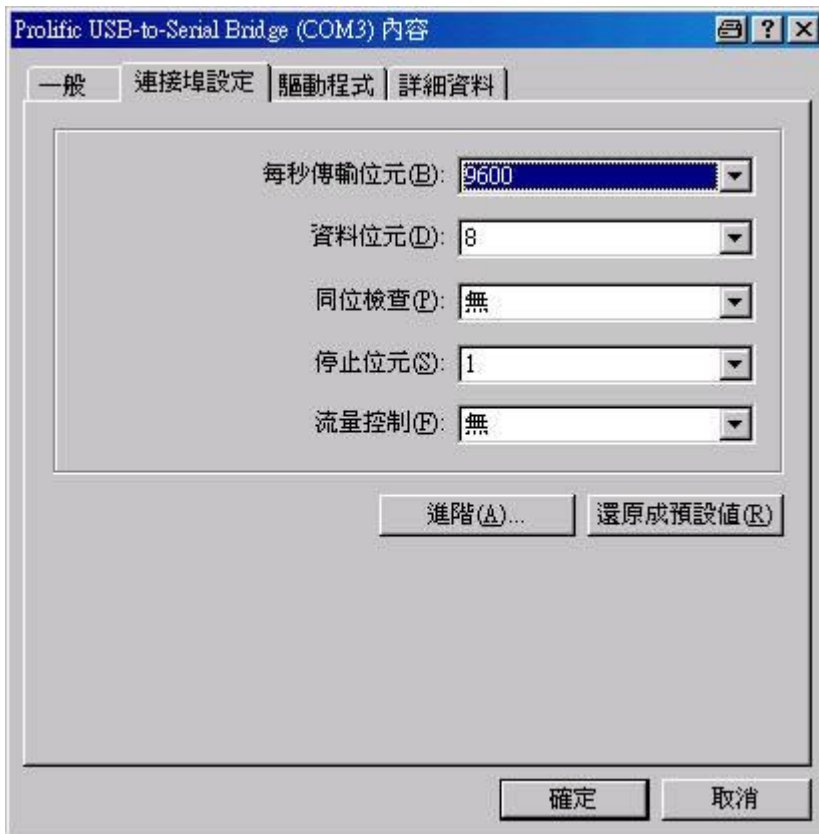 Prolific USB-to-Serial Bridge (COM3) 內容
一般 連接埠設定 驅動程式 詳細資料
每秒傳輸位元(B): 9600
資料位元(D): 8
同位檢查(P): 無
停止位元(S): 1
流量控制(F): 無
進階(A)... 還原成預設值(R)
確定 取消